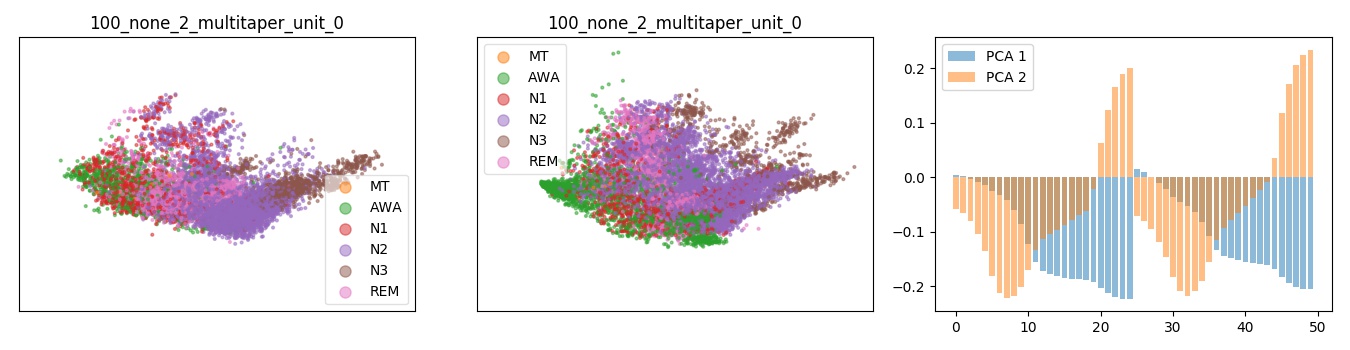 100_none_2_multitaper_unit_0
MT
AWA
N1
N2
N3
REM
100_none_2_multitaper_unit_0
MT
AWA
N1
N2
N3
REM
PCA 1
PCA 2
0.2
0.1
0.0
−0.1
−0.2
0 10 20 30 40 50